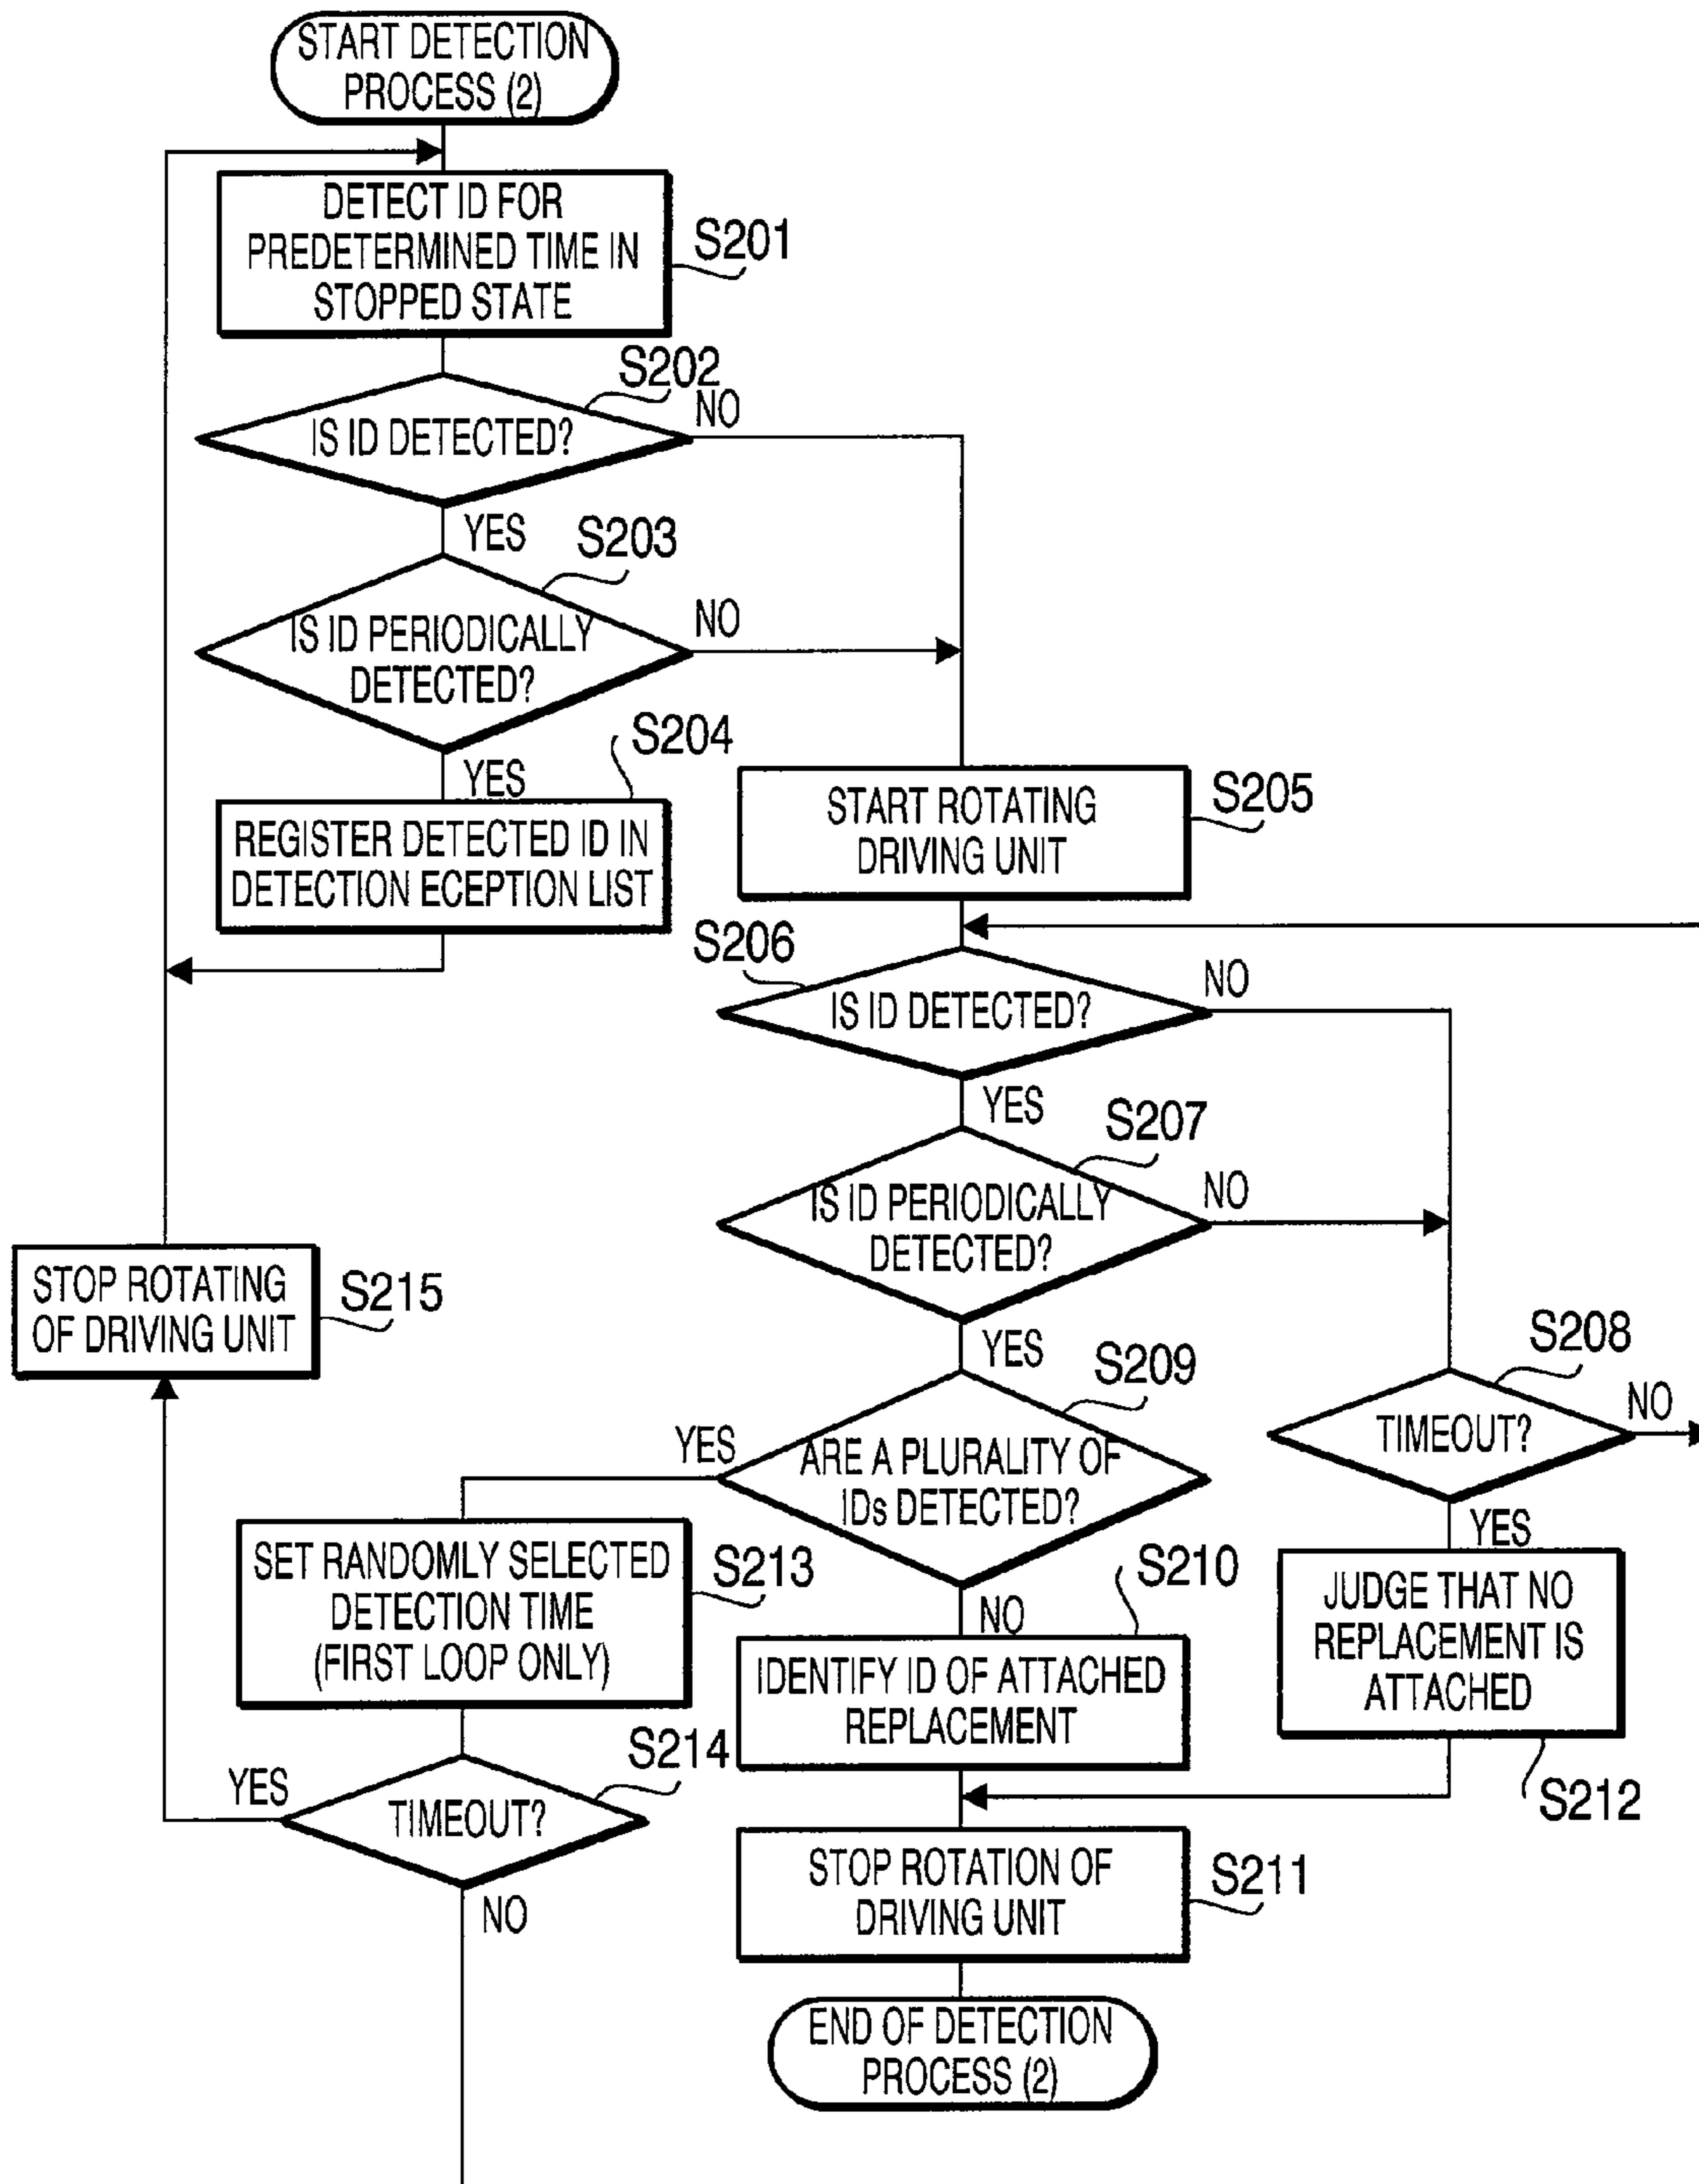 START DETECTION
PROCESS (2)
DETECT ID FOR
PREDETERMINED TIME IN
STOPPED STATE
S201
S202
IS ID DETECTED?
NO
YES
S203
IS ID PERIODICALLY
DETECTED?
NO
YES
S204
REGISTER DETECTED ID IN
DETECTION ECEPTION LIST
START ROTATING
DRIVING UNIT
S205
S206
IS ID DETECTED?
NO
YES
S207
IS ID PERIODICALLY
DETECTED?
NO
YES
STOP ROTATING
OF DRIVING UNIT
S215
S208
TIMEOUT?
NO
YES
S209
ARE A PLURALITY OF
IDs DETECTED?
YES
NO
SET RANDOMLY SELECTED
DETECTION TIME
(FIRST LOOP ONLY)
S213
S210
IDENTIFY ID OF ATTACHED
REPLACEMENT
JUDGE THAT NO
REPLACEMENT IS
ATTACHED
S212
S214
TIMEOUT?
YES
NO
STOP ROTATION OF
DRIVING UNIT
S211
END OF DETECTION
PROCESS (2)